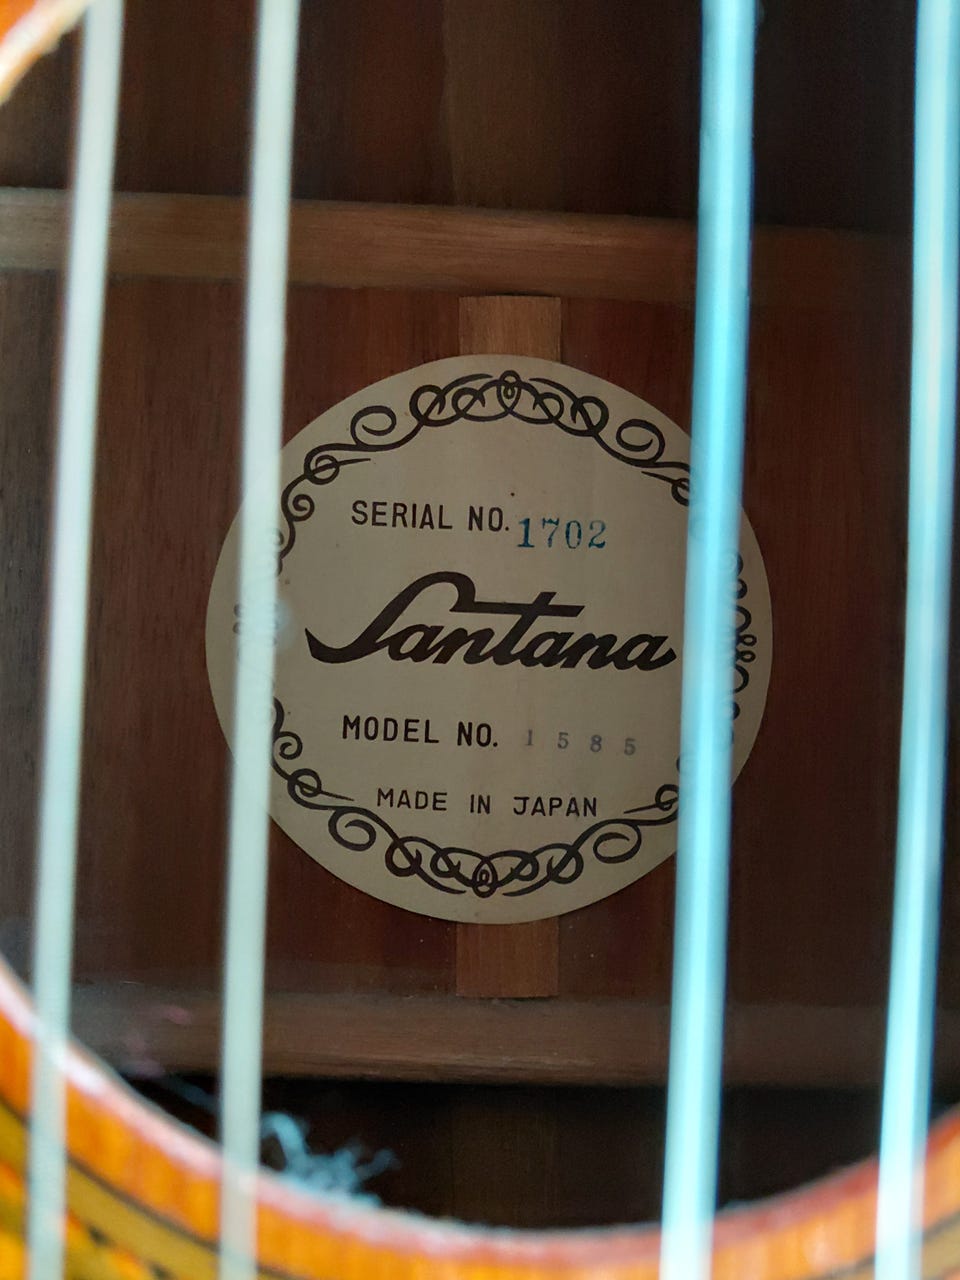 SERIAL NO. 1702
Santana
MODEL NO. 1585
MADE IN JAPAN